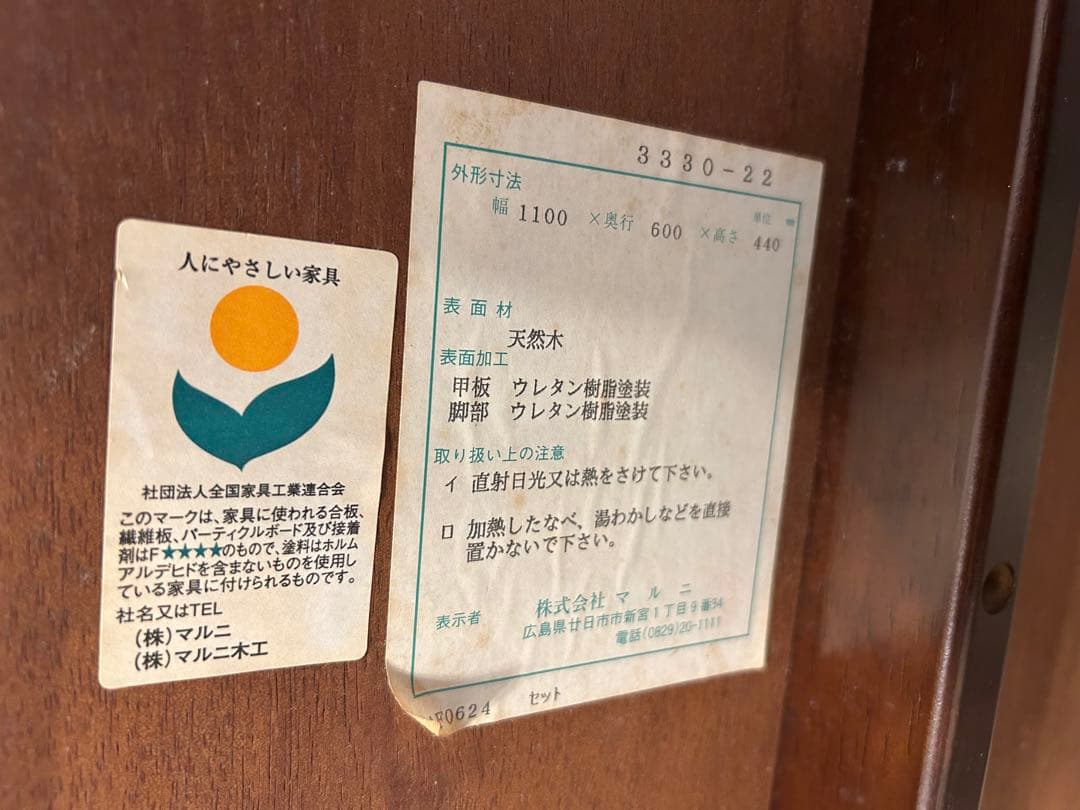 人にやさしい家具
社団法人全国家具工業連合会
このマークは、家具に使われる合板、
繊維板、パーティクルボード及び接着
剤はF★★★★のもので、塗料はホルム
アルデヒドを含まないものを使用し
ている家具に付けられるものです。
社名又はTEL
(株)マルニ
(株)マルニ木工
3330-22
外形寸法
単位
幅 1100 ×奥行 600 ×高さ 440
表面材
天然木
表面加工
甲板 ウレタン樹脂塗装
脚部 ウレタン樹脂塗装
取り扱い上の注意
イ 直射日光又は熱をさけて下さい。
ロ 加熱したなべ、湯わかしなどを直接
置かないで下さい。
表示者 株式会社マルニ
広島県廿日市市新宮1丁目9番34
電話(0829)20-1111
F0624 セット